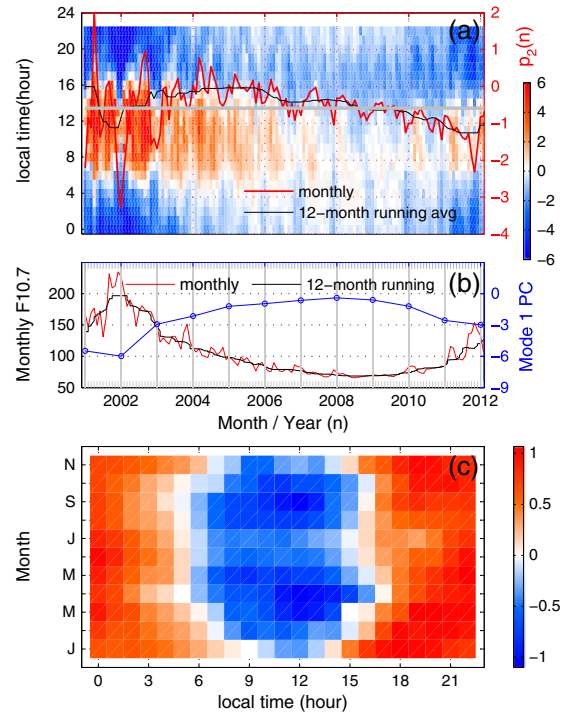 24
20
16
12
8
4
0
local time(hour)
(a)
monthly
12−month running avg
2
1
0
−1
−2
−3
−4
p2(n)
6
4
2
0
−2
−4
−6
200
150
100
50
Monthly F10.7
monthly
12−month running
(b)
0
−3
−6
−9
Mode 1 PC
2002
2004
2006
2008
2010
2012
Month / Year (n)
(c)
N
S
J
M
M
J
Month
0
3
6
9
12
15
18
21
local time (hour)
1
0.5
0
−0.5
−1